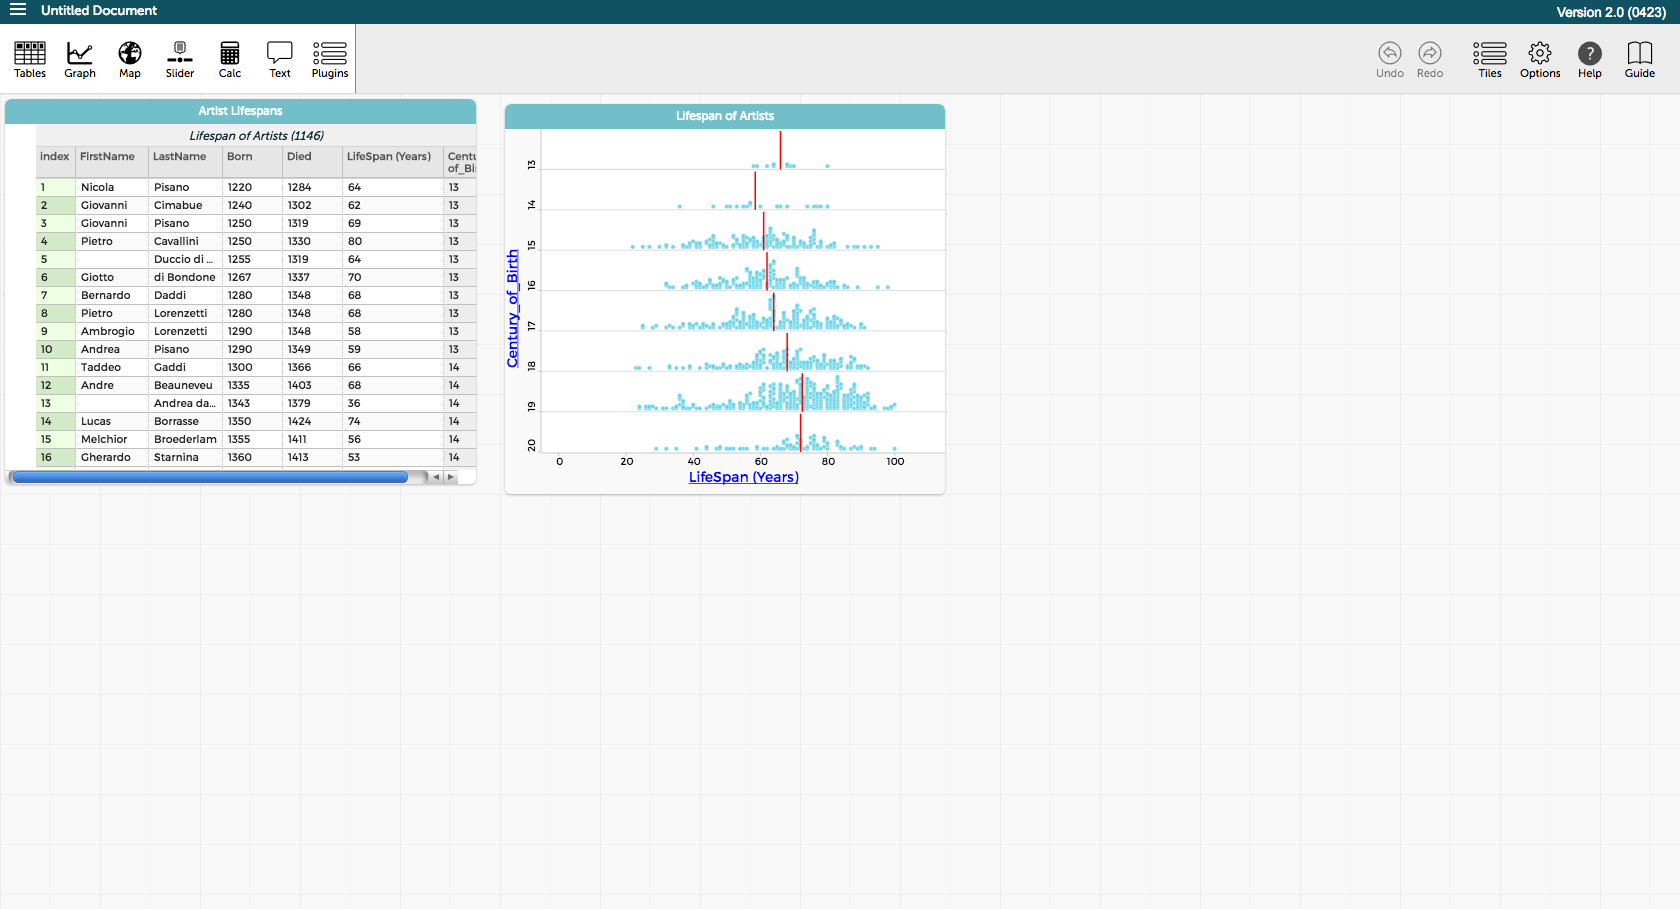 Untitled Document
Version 2.0 (0423)
Tables Graph Map Slider Calc Text Plugins
Undo Redo Tiles Options Help Guide
Artist Lifespans
Lifespan of Artists (1146)
index FirstName LastName Born Died LifeSpan (Years) Centu
of_Bi
1 Nicola Pisano 1220 1284 64 13
2 Giovanni Cimabue 1240 1302 62 13
3 Giovanni Pisano 1250 1319 69 13
4 Pietro Cavallini 1250 1330 80 13
5 Duccio di ... 1255 1319 64 13
6 Giotto di Bondone 1267 1337 70 13
7 Bernardo Daddi 1280 1348 68 13
8 Pietro Lorenzetti 1280 1348 68 13
9 Ambrogio Lorenzetti 1290 1348 58 13
10 Andrea Pisano 1290 1349 59 13
11 Taddeo Gaddi 1300 1366 66 14
12 Andre Beauneveu 1335 1403 68 14
13 Andrea da... 1343 1379 36 14
14 Lucas Borrasse 1350 1424 74 14
15 Melchior Broederlam 1355 1411 56 14
16 Gherardo Starnina 1360 1413 53 14
Lifespan of Artists
Century_of_Birth
13
14
15
16
17
18
19
20
0 20 40 60 80 100
LifeSpan (Years)